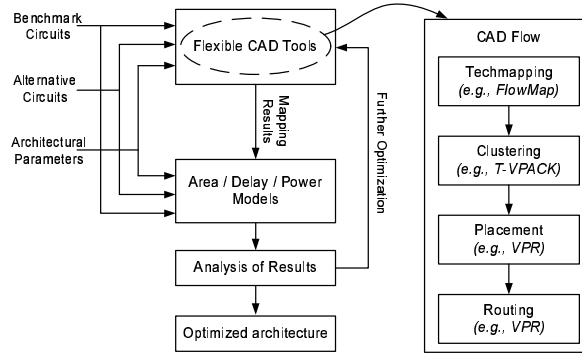 Benchmark
Circuits
Alternative
Circuits
Architectural
Parameters
Flexible CAD Tools
Mapping
Results
Further Optimization
Area / Delay / Power
Models
Analysis of Results
Optimized architecture
CAD Flow
Techmapping
(e.g., FlowMap)
Clustering
(e.g., T-VPACK)
Placement
(e.g., VPR)
Routing
(e.g., VPR)